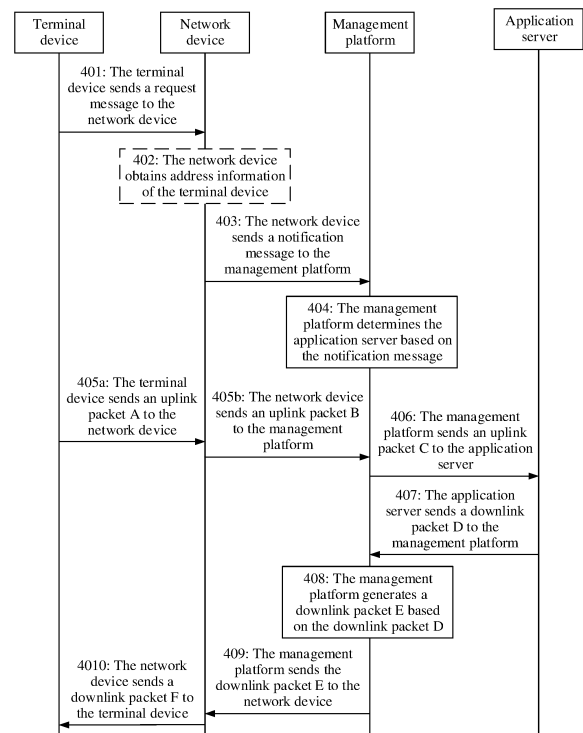 Terminal
device
Network
device
Management
platform
Application
server
401: The terminal
device sends a request
message to the
network device
402: The network device
obtains address information
of the terminal device
403: The network device
sends a notification
message to the
management platform
404: The management
platform determines the
application server based on
the notification message
405a: The terminal
device sends an uplink
packet A to the
network device
405b: The network device
sends an uplink packet B
to the management
platform
406: The management
platform sends an uplink
packet C to the application
server
407: The application
server sends a downlink
packet D to the
management platform
408: The management
platform generates a
downlink packet E based
on the downlink packet D
409: The management
platform sends the
downlink packet E to the
network device
4010: The network
device sends a
downlink packet F to
the terminal device